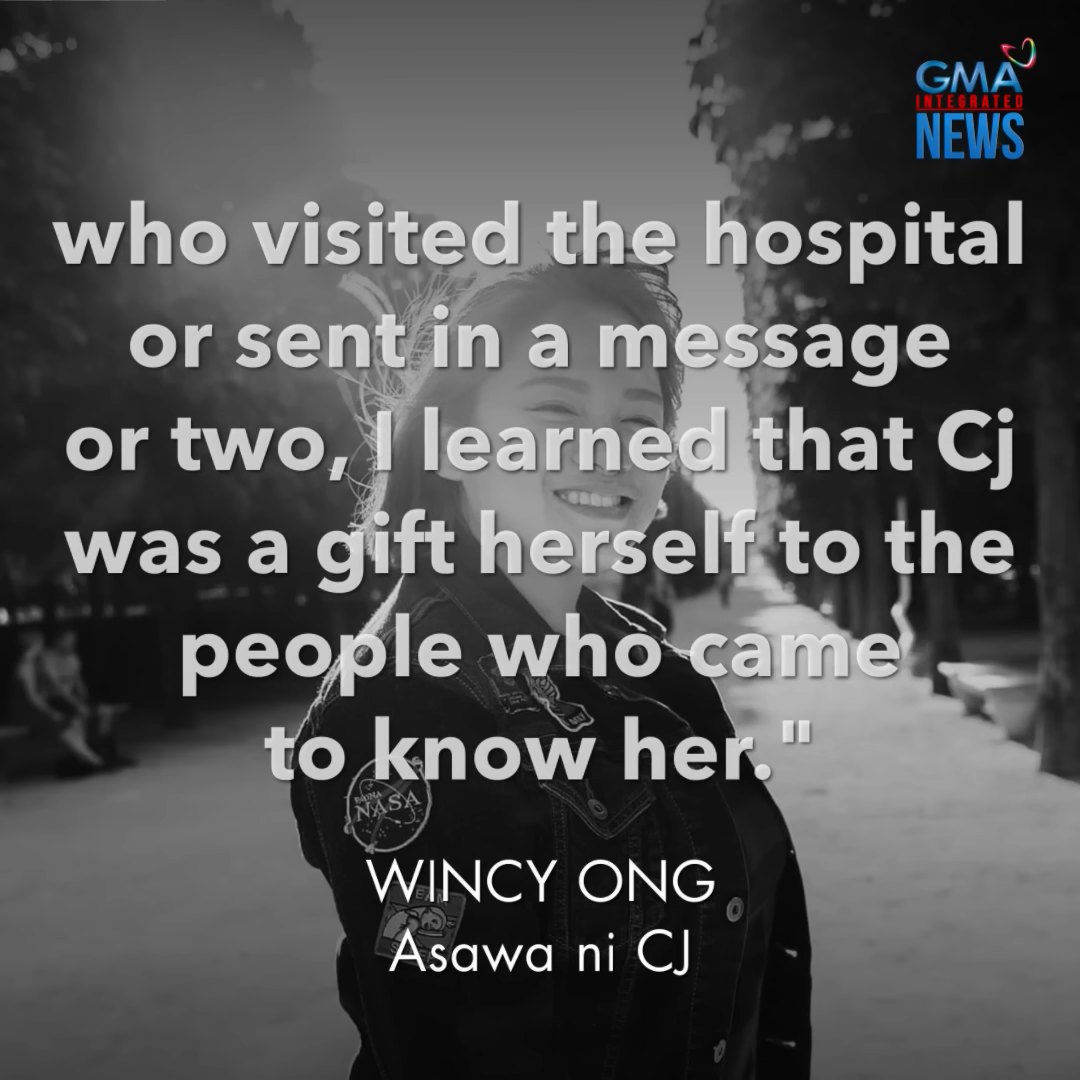 GMA
INTEGRATED
NEWS
who visited the hospital
or sent in a message
or two, I learned that Cj
was a gift herself to the
people who came
to know her."
NASA
WINCY ONG
Asawa ni CJ